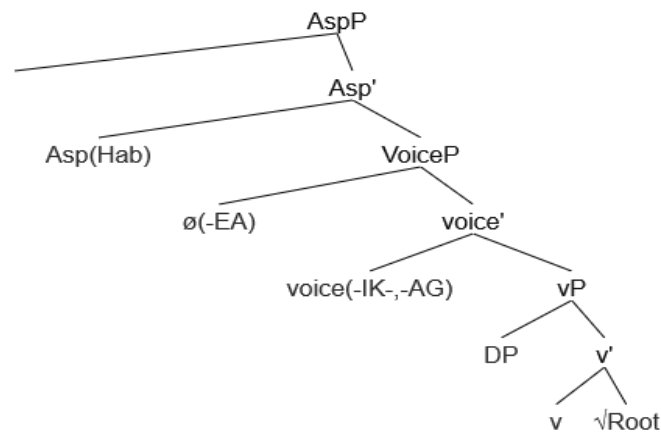 AspP
Asp'
Asp(Hab) VoiceP
ø(-EA) voice'
voice(-IK-,-AG) vP
DP v'
v √Root